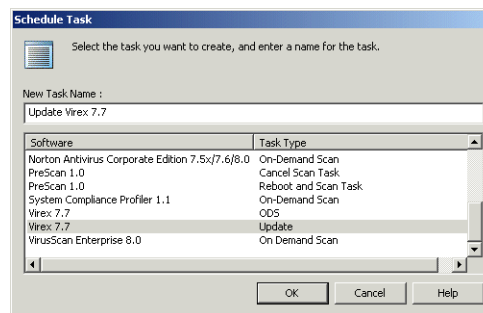 Schedule Task
Select the task you want to create, and enter a name for the task.
New Task Name :
Update Virex 7.7
Software Task Type
Norton Antivirus Corporate Edition 7.5x/7.6/8.0 On-Demand Scan
PreScan 1.0 Cancel Scan Task
PreScan 1.0 Reboot and Scan Task
System Compliance Profiler 1.1 On-Demand Scan
Virex 7.7 ODS
Virex 7.7 Update
VirusScan Enterprise 8.0 On Demand Scan
OK Cancel Help